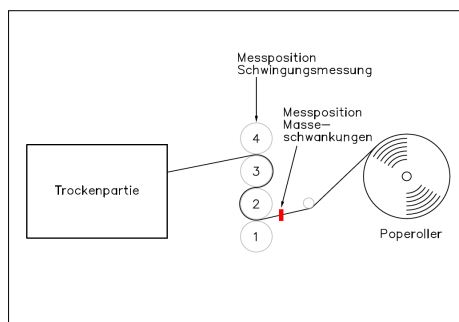 Messposition
Schwingungsmessung
Messposition
Masse-
schwankungen
4
3
Trockenpartie
2
1
Poperoller